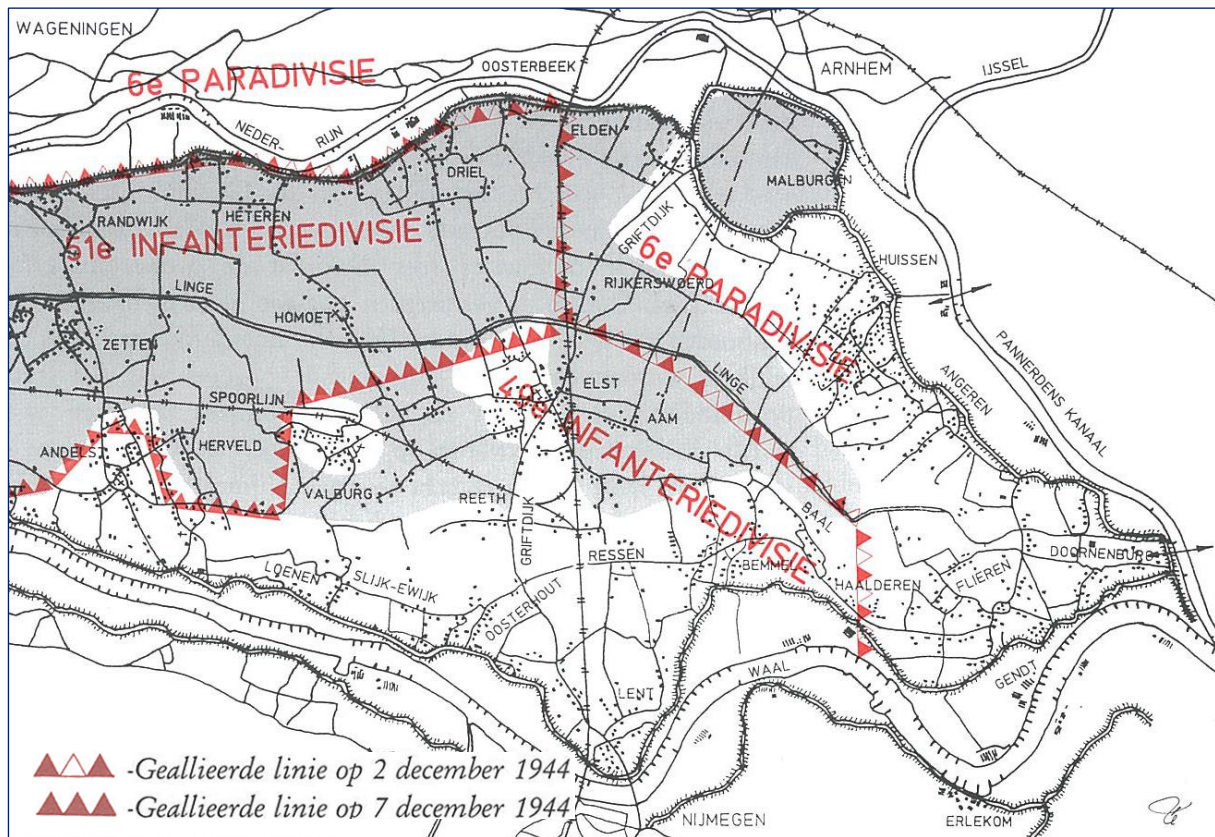 WAGENINGEN
6e PARADIVISIE
OOSTERBEEK
ARNHEM
IJSSEL
NEDER-
RIJN
ELDEN
DRIEL
MALBURGEN
RANDWIJK
HETEREN
51e INFANTERIEDIVISIE
GRIFTDIJK
6e PARADIVISIE
HUISSEN
LINGE
RIJKERSWOERD
HOMOET
ZETTEN
PANNERDENS KANAAL
LINGE
ANGEREN
SPOORLIJN
49e INFANTERIEDIVISIE
ELST
AAM
ANDELS
HERVELD
VALBURG
REETH
BAAL
GRIFTDIJK
RESSEN
BEMMEL
DOORNENBURG
LOENEN
SLIJK-EWIJK
HAALDEREN
FLIEREN
OOSTERHOUT
LENT
WAAL
GENDT
-Geallieerde linie op 2 december 1944
-Geallieerde linie op 7 december 1944
NIJMEGEN
ERLEKOM